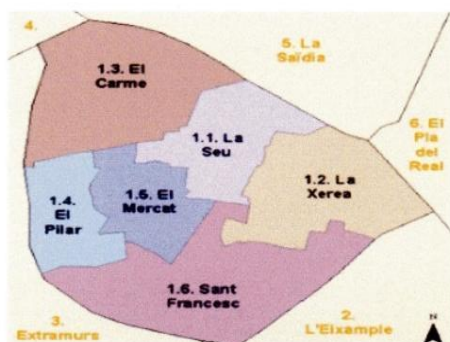 4.
5. La
Saïdia
1.3. El
Carme
6. El
Pla
del
Real
1.1. La
Seu
1.2. La
Xerea
1.4.
El
Pilar
1.5. El
Mercat
1.6. Sant
Francesc
3.
Extramurs
2.
L'Eixample
N